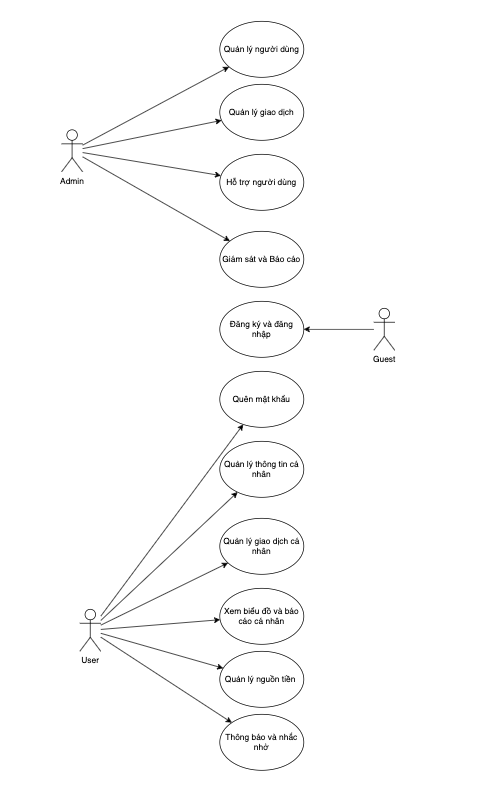 Quản lý người dùng
Quản lý giao dịch
Admin
Hỗ trợ người dùng
Giám sát và Báo cáo
Đăng ký và đăng
nhập
Guest
Quên mật khẩu
Quản lý thông tin cá
nhân
Quản lý giao dịch cá
nhân
Xem biểu đồ và báo
cáo cá nhân
User
Quản lý nguồn tiền
Thông báo và nhắc
nhở